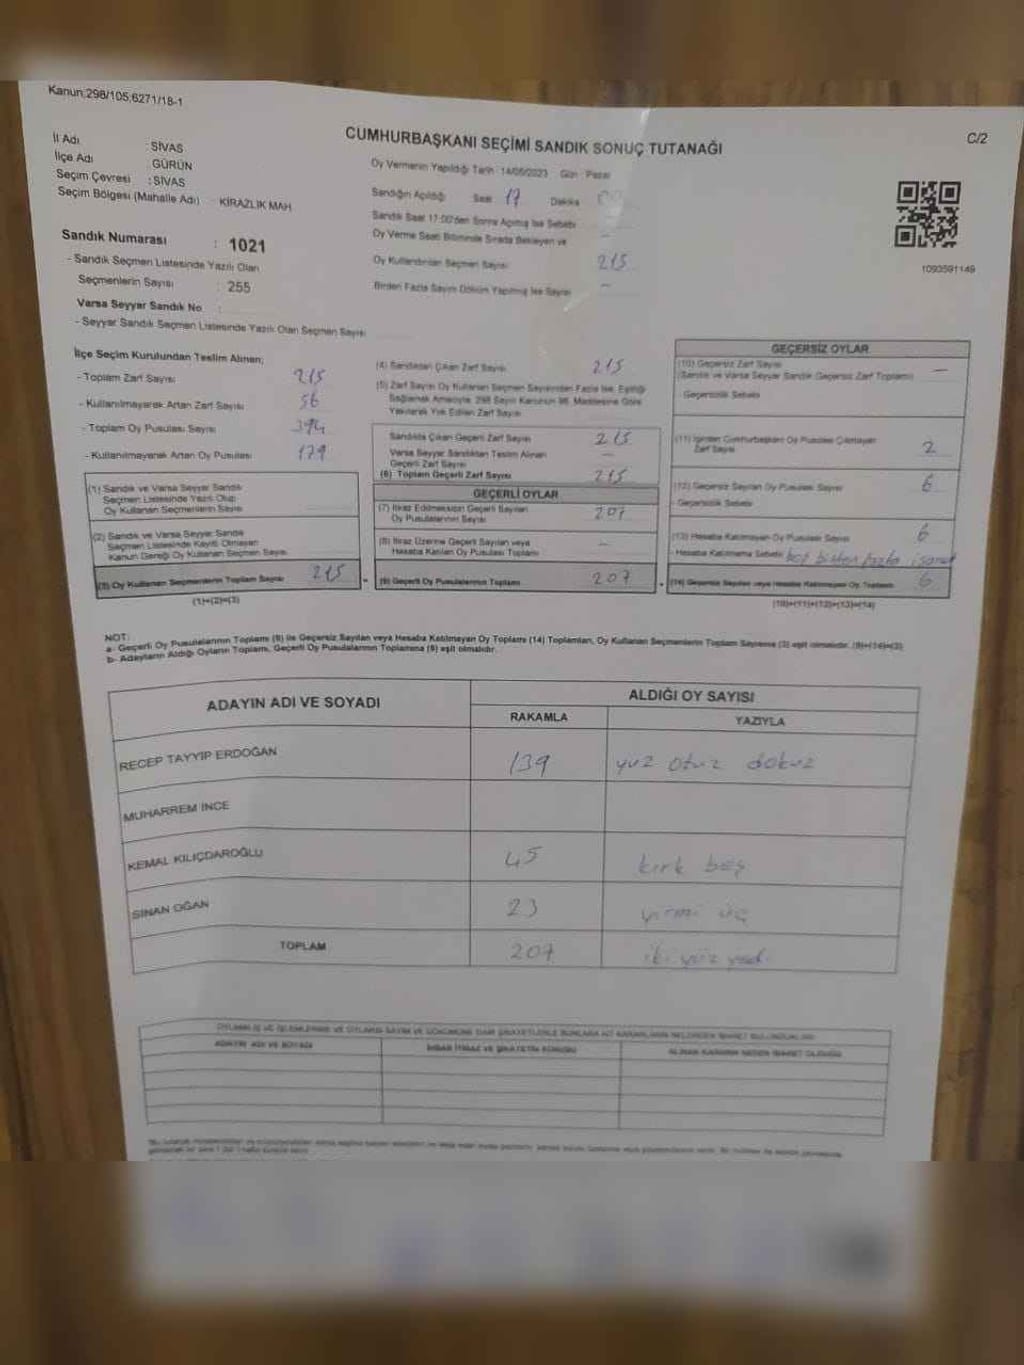 Kanun;298/105;6271/18-1
C/2
CUMHURBAŞKANI SEÇİMİ SANDIK SONUÇ TUTANAĞI
İl Adı : SİVAS
İlçe Adı : GÜRÜN
Seçim Çevresi : SİVAS
Seçim Bölgesi (Mahalle Adı) : KİRAZLIK MAH
Sandık Numarası : 1021
- Sandık Seçmen Listesinde Yazılı Olan
Seçmenlerin Sayısı : 255
Varsa Seyyar Sandık No :
- Seyyar Sandık Seçmen Listesinde Yazılı Olan Seçmen Sayısı
Oy Vermenin Yapıldığı Tarih : 14/05/2023 Gün : Pazar
Sandığın Açıldığı Saat 17 Dakika
Sandık Saat 17:00'den Sonra Açılmış İse Sebebi
Oy Verme Saati Bitiminde Sırada Bekleyen ve
Oy Kullandırılan Seçmen Sayısı 215
Birden Fazla Sayım Döküm Yapılmış İse Sayısı –
1093591149
İlçe Seçim Kurulundan Teslim Alınan;
- Toplam Zarf Sayısı
- Kullanılmayarak Artan Zarf Sayısı 56
- Toplam Oy Pusulası Sayısı 394
- Kullanılmayarak Artan Oy Pusulası 179
(1) Sandık ve Varsa Seyyar Sandık
Seçmen Listesinde Yazılı Olup
Oy Kullanan Seçmenlerin Sayısı
(2) Sandık ve Varsa Seyyar Sandık
Seçmen Listesinde Kayıtlı Olmayan
Kanun Gereği Oy Kullanan Seçmen Sayısı
(3) Oy Kullanan Seçmenlerin Toplam Sayısı 215
(1)+(2)=(3)
(4) Sandıktan Çıkan Zarf Sayısı 215
(5) Zarf Sayısı Oy Kullanan Seçmen Sayısından Fazla İse, Eşitliği
Sağlamak Amacıyla, 298 Sayılı Kanunun 98. Maddesine Göre
Yakılarak Yok Edilen Zarf Sayısı
Sandıkta Çıkan Geçerli Zarf Sayısı 215
Varsa Seyyar Sandıktan Teslim Alınan
Geçerli Zarf Sayısı –
(6) Toplam Geçerli Zarf Sayısı 215
GEÇERLİ OYLAR
(7) İtiraz Edilmeksizin Geçerli Sayılan
Oy Pusulalarının Sayısı 207
(8) İtiraz Üzerine Geçerli Sayılan veya
Hesaba Katılan Oy Pusulası Toplamı –
(9) Geçerli Oy Pusulalarının Toplamı 207
GEÇERSİZ OYLAR
(10) Geçersiz Zarf Sayısı
(Sandık ve Varsa Seyyar Sandık Geçersiz Zarf Toplamı) —
Geçersizlik Sebebi
(11) İçinden Cumhurbaşkanı Oy Pusulası Çıkmayan
Zarf Sayısı 2
(12) Geçersiz Sayılan Oy Pusulası Sayısı 6
Geçersizlik Sebebi
(13) Hesaba Katılmayan Oy Pusulası Sayısı 6
- Hesaba Katılmama Sebebi birden fazla
(14) Geçersiz Sayılan veya Hesaba Katılmayan Oy Toplamı 6
(10)+(11)+(12)+(13)=(14)
NOT:
a- Geçerli Oy Pusulalarının Toplamı (9) ile Geçersiz Sayılan veya Hesaba Katılmayan Oy Toplamı (14) Toplamları, Oy Kullanan Seçmenlerin Toplam Sayısına (3) eşit olmalıdır. (9)+(14)=(3)
b- Adayların Aldığı Oyların Toplamı, Geçerli Oy Pusulalarının Toplamına (9) eşit olmalıdır.
ADAYIN ADI VE SOYADI
ALDIĞI OY SAYISI
RAKAMLA YAZIYLA
RECEP TAYYİP ERDOĞAN 139 yuz otuz dokuz
MUHARREM İNCE
KEMAL KILIÇDAROĞLU 45 kırk beş
SİNAN OĞAN 23 yirmi üç
TOPLAM 207 iki yüz yedi
ADAYIN ADI VE SOYADI